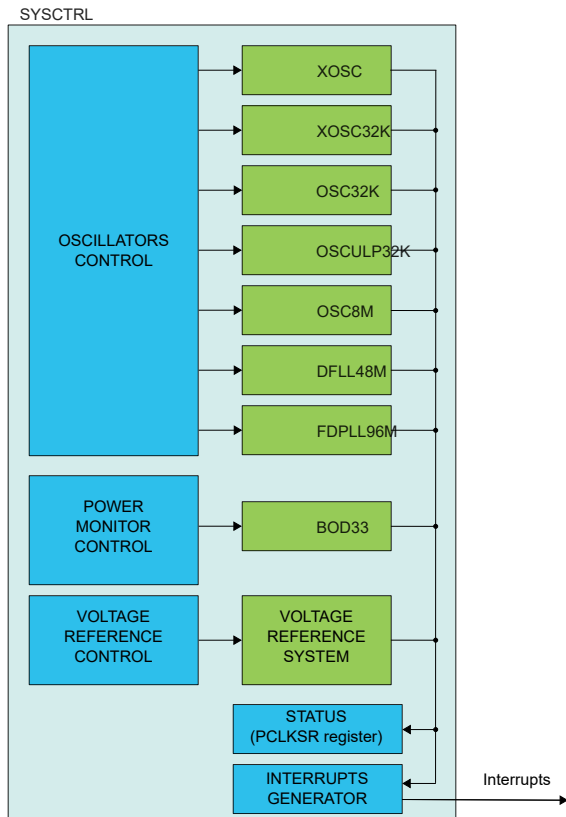 SYSCTRL
OSCILLATORS
CONTROL
XOSC
XOSC32K
OSC32K
OSCULP32K
OSC8M
DFLL48M
FDPLL96M
POWER
MONITOR
CONTROL
BOD33
VOLTAGE
REFERENCE
CONTROL
VOLTAGE
REFERENCE
SYSTEM
STATUS
(PCLKSR register)
INTERRUPTS
GENERATOR
Interrupts